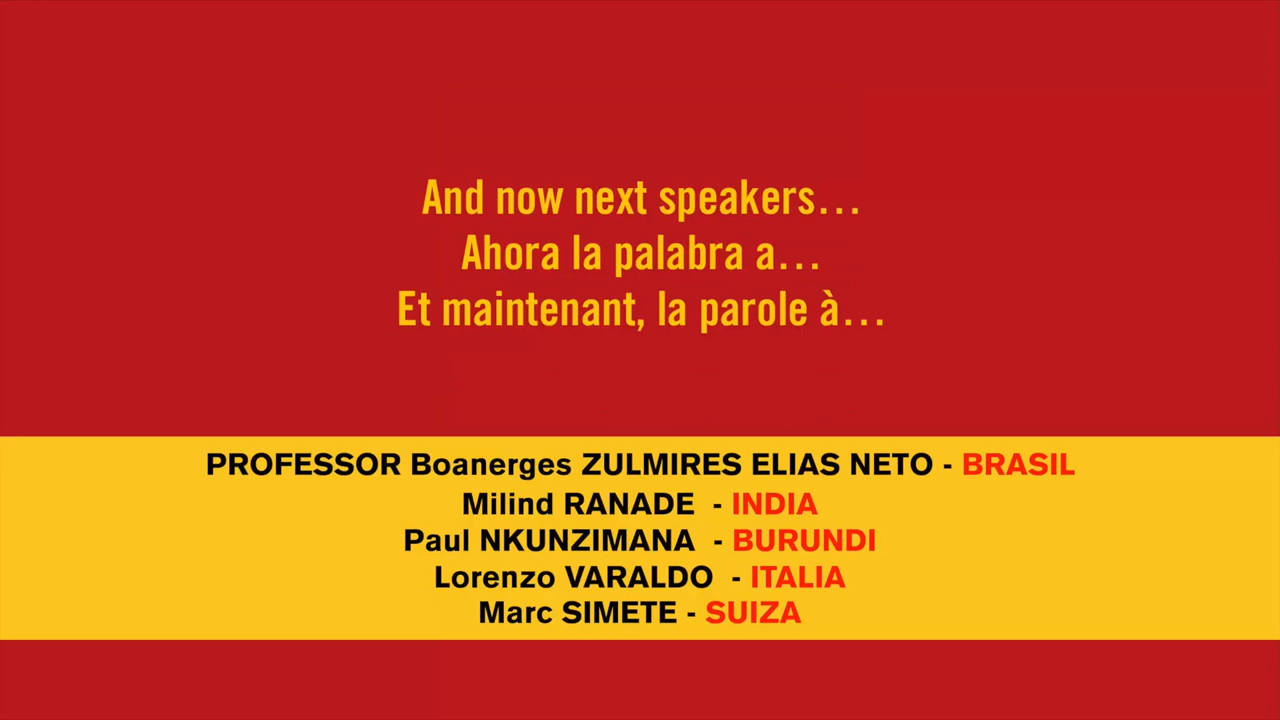 And now next speakers…
Ahora la palabra a…
Et maintenant, la parole à…
PROFESSOR Boanerges ZULMIRES ELIAS NETO - BRASIL
Milind RANADE - INDIA
Paul NKUNZIMANA - BURUNDI
Lorenzo VARALDO - ITALIA
Marc SIMETE - SUIZA